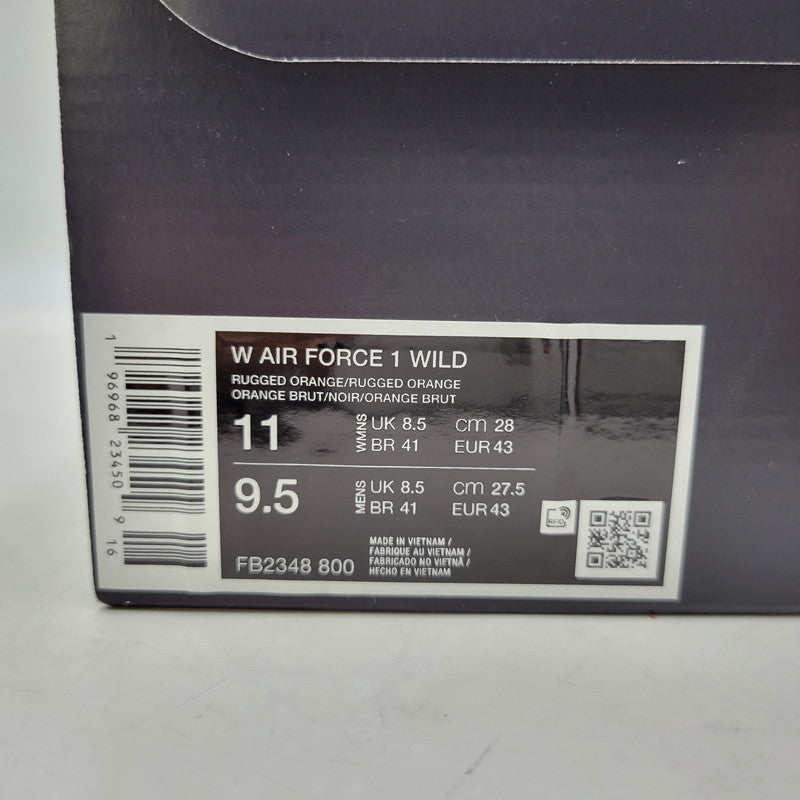 1 96968 23450 9 16
W AIR FORCE 1 WILD
RUGGED ORANGE/RUGGED ORANGE
ORANGE BRUT/NOIR/ORANGE BRUT
11 WMNS UK 8.5 cm 28
BR 41 EUR 43
9.5 MENS UK 8.5 cm 27.5
BR 41 EUR 43
RFID
FB2348 800
MADE IN VIETNAM /
FABRIQUE AU VIETNAM /
FABRICADO NO VIETNÃ /
HECHO EN VIETNAM